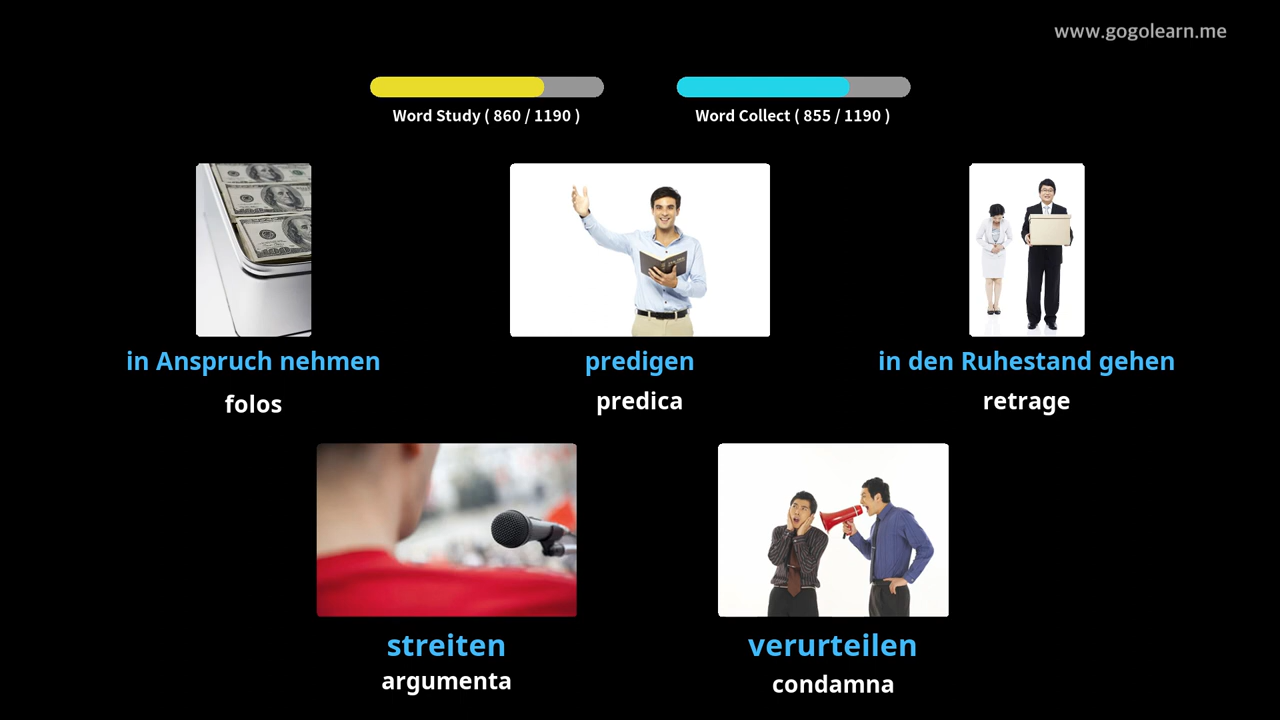 www.gogolearn.me
Word Study ( 860 / 1190 )
Word Collect ( 855 / 1190 )
in Anspruch nehmen
folos
predigen
predica
in den Ruhestand gehen
retrage
streiten
argumenta
verurteilen
condamna